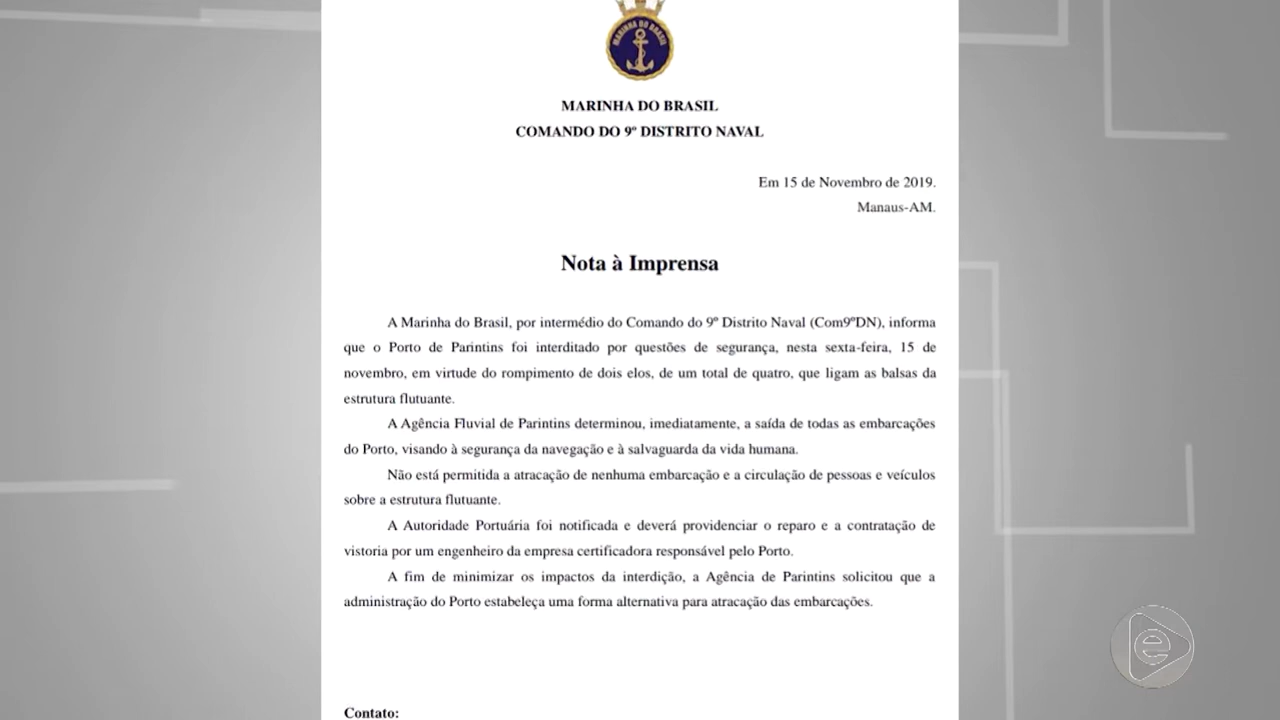 MARINHA DO BRASIL
MARINHA DO BRASIL
COMANDO DO 9º DISTRITO NAVAL
Em 15 de Novembro de 2019.
Manaus-AM.
Nota à Imprensa
A Marinha do Brasil, por intermédio do Comando do 9º Distrito Naval (Com9ºDN), informa
que o Porto de Parintins foi interditado por questões de segurança, nesta sexta-feira, 15 de
novembro, em virtude do rompimento de dois elos, de um total de quatro, que ligam as balsas da
estrutura flutuante.
A Agência Fluvial de Parintins determinou, imediatamente, a saída de todas as embarcações
do Porto, visando à segurança da navegação e à salvaguarda da vida humana.
Não está permitida a atracação de nenhuma embarcação e a circulação de pessoas e veículos
sobre a estrutura flutuante.
A Autoridade Portuária foi notificada e deverá providenciar o reparo e a contratação de
vistoria por um engenheiro da empresa certificadora responsável pelo Porto.
A fim de minimizar os impactos da interdição, a Agência de Parintins solicitou que a
administração do Porto estabeleça uma forma alternativa para atracação das embarcações.
Contato:
e